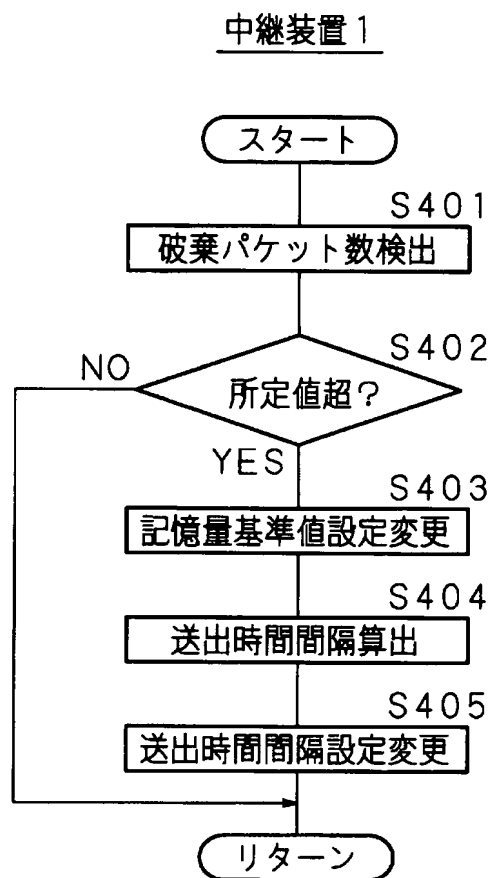 中継装置１
スタート
Ｓ４０１
破棄パケット数検出
Ｓ４０２
ＮＯ
所定値超？
ＹＥＳ
Ｓ４０３
記憶量基準値設定変更
Ｓ４０４
送出時間間隔算出
Ｓ４０５
送出時間間隔設定変更
リターン